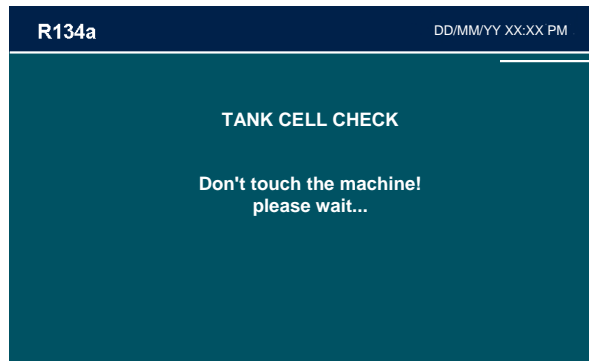 R134a
DD/MM/YY XX:XX PM
TANK CELL CHECK
Don't touch the machine!
please wait...